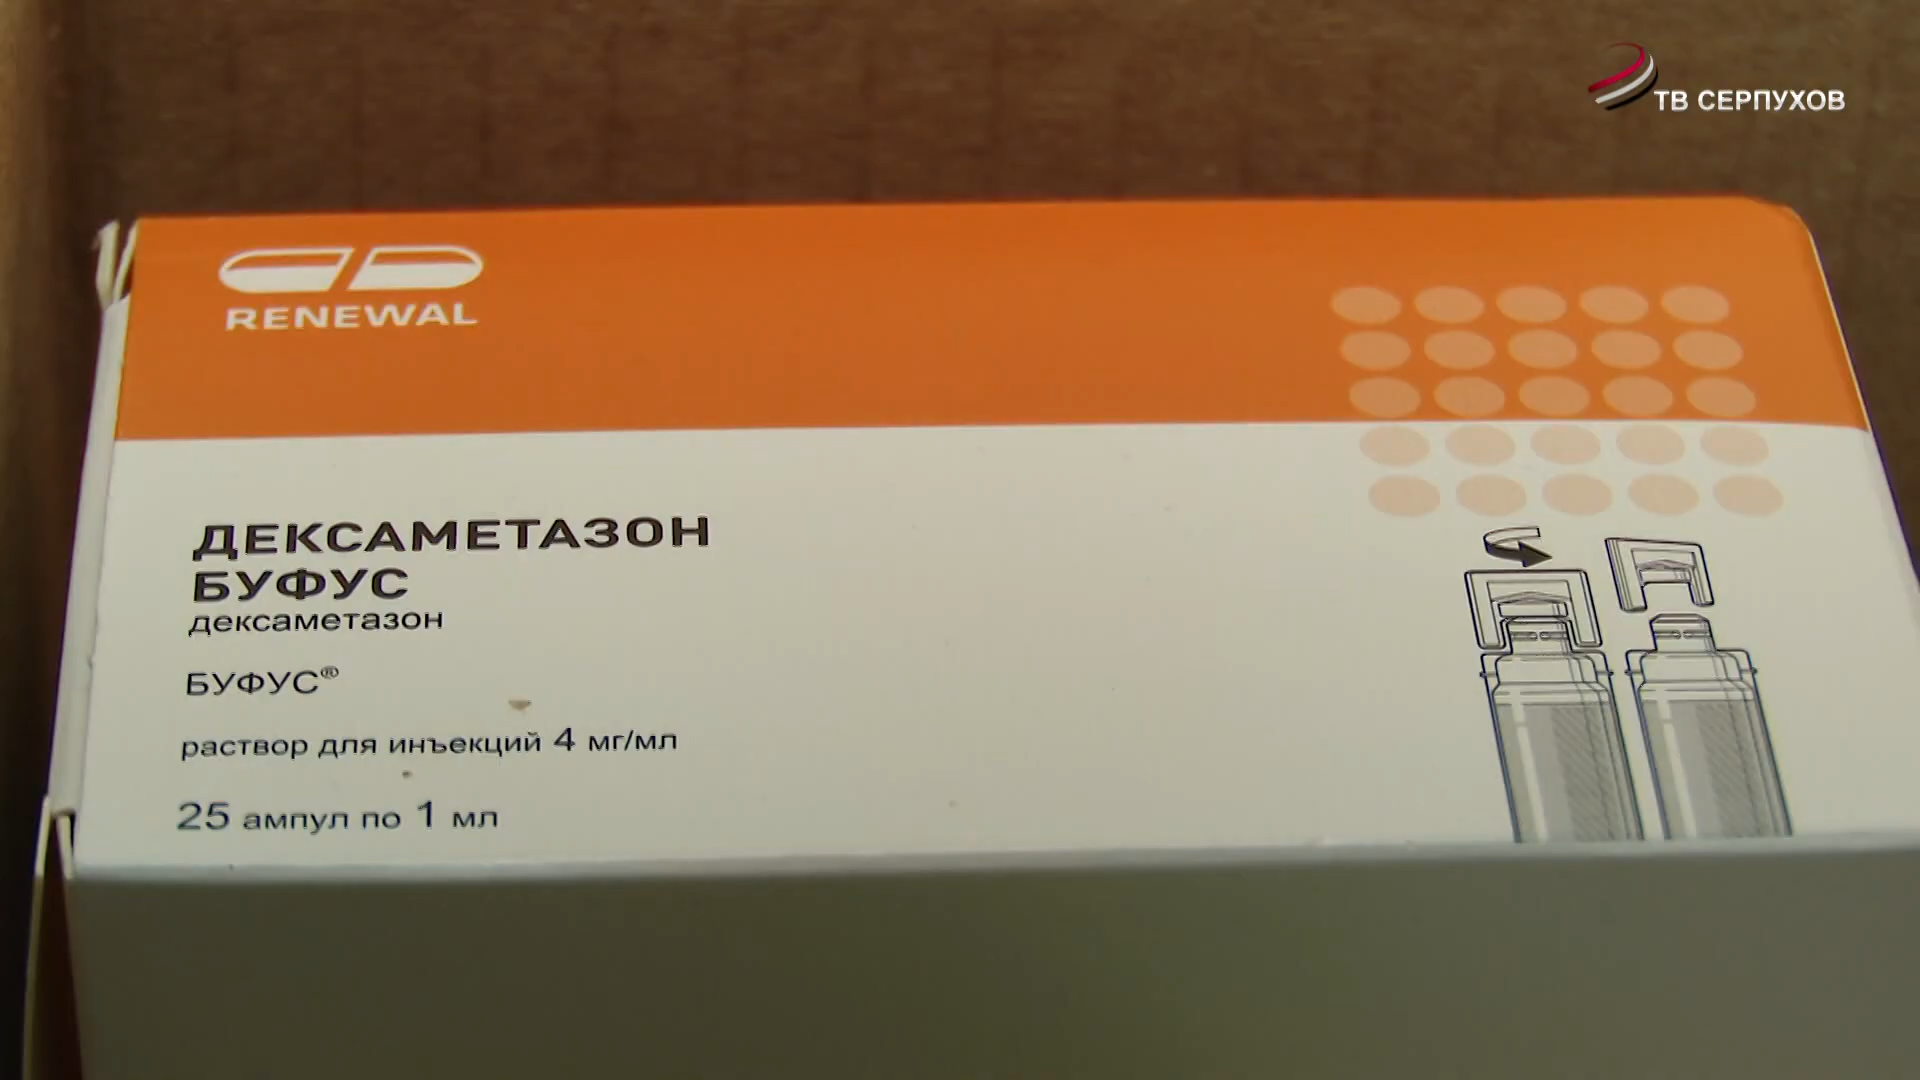 ТВ СЕРПУХОВ
RENEWAL
ДЕКСАМЕТАЗОН
БУФУС
дексаметазон
БУФУС®
раствор для инъекций 4 мг/мл
25 ампул по 1 мл